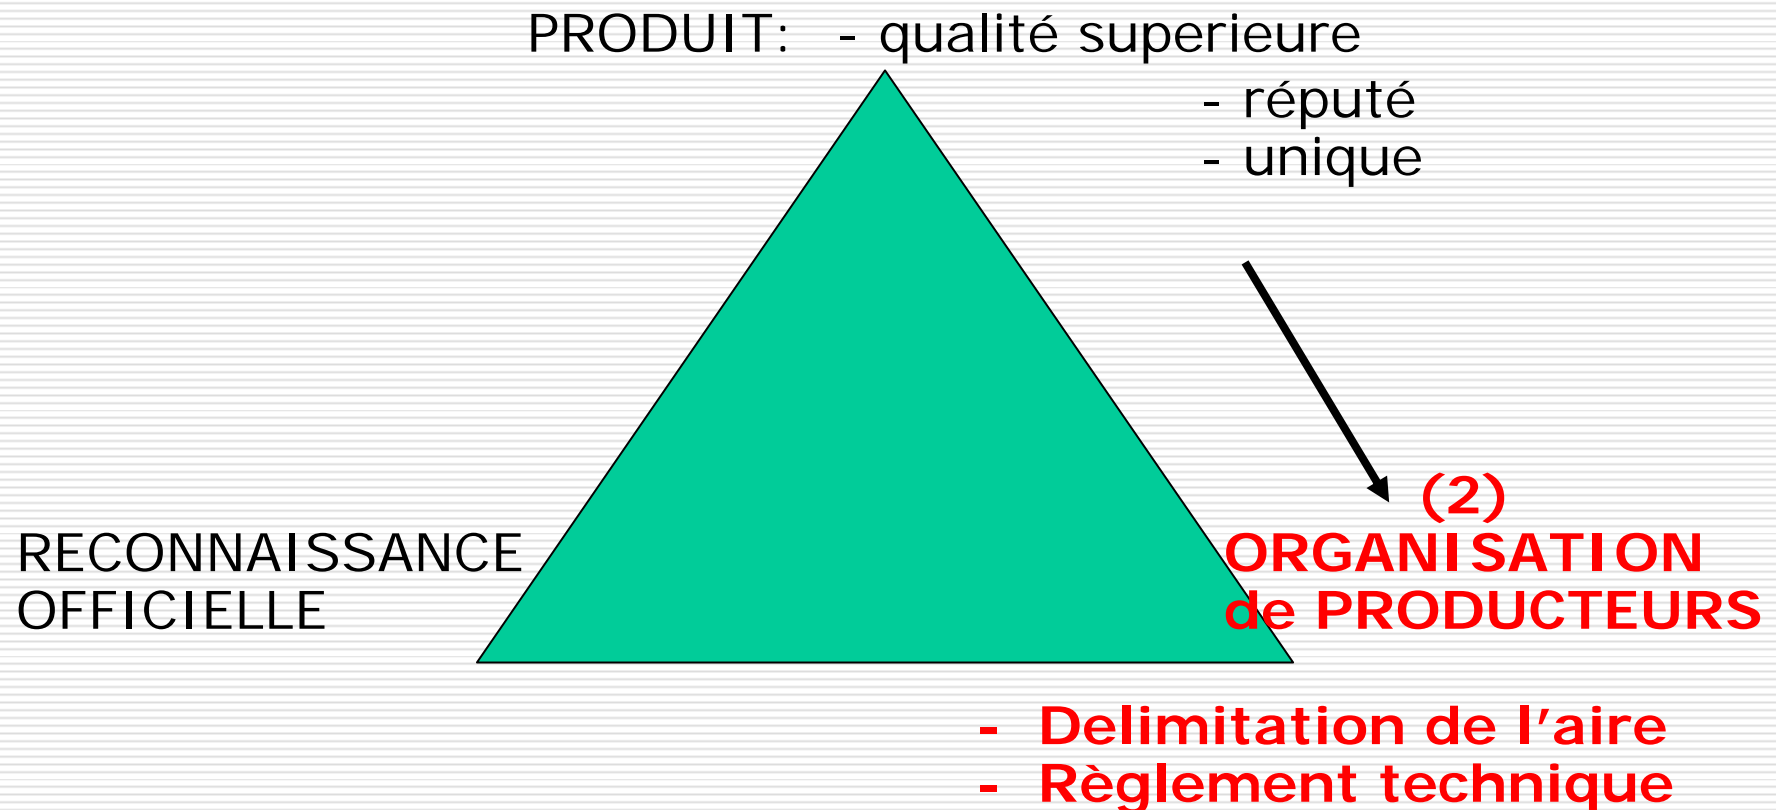 PRODUIT: - qualité superieure
- réputé
- unique
(2)
RECONNAISSANCE
OFFICIELLE
ORGANISATION
de PRODUCTEURS
- Delimitation de l’aire
- Règlement technique